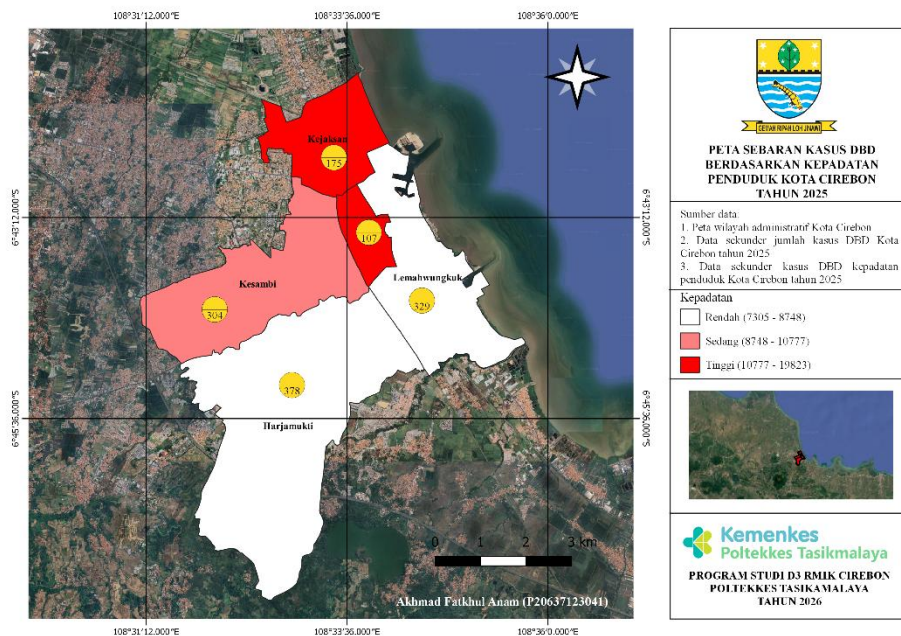 108°31'12.000"E
108°33'36.000"E
108°36'0.000"E
6°43'12.000"S
6°45'36.000"S
6°43'12.000"S
6°45'36.000"S
Kejaksan
175
107
Lemahwungkuk
329
Kesambi
304
378
Harjamukti
0 1 2 3 km
Akhmad Fatkhul Anam (P20637123041)
108°31'12.000"E
108°33'36.000"E
108°36'0.000"E
GEMAH RIPAH LOH JINAWI
PETA SEBARAN KASUS DBD
BERDASARKAN KEPADATAN
PENDUDUK KOTA CIREBON
TAHUN 2025
Sumber data:
1. Peta wilayah administratif Kota Cirebon
2. Data sekunder jumlah kasus DBD Kota
Cirebon tahun 2025
3. Data sekunder kasus DBD kepadatan
penduduk Kota Cirebon tahun 2025
Kepadatan
Rendah (7305 - 8748)
Sedang (8748 - 10777)
Tinggi (10777 - 19823)
Kemenkes
Poltekkes Tasikmalaya
PROGRAM STUDI D3 RMIK CIREBON
POLTEKKES TASIKAMALAYA
TAHUN 2026